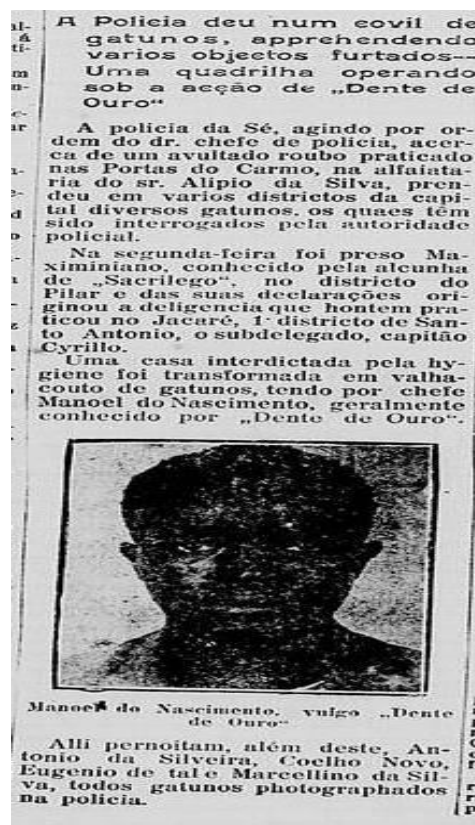 A Policia deu num covil de
gatunos, apprehendendo
varios objectos furtados--
Uma quadrilha operando
sob a acção de „Dente de
Ouro“
A policia da Sé, agindo por or-
dem do dr. chefe de policia, acer-
ca de um avultado roubo praticado
nas Portas do Carmo, na alfaiata-
ria do sr. Alipio da Silva, pren-
deu em varios districtos da capi-
tal diversos gatunos. os quaes têm
sido interrogados pela autoridade
policial.
Na segunda-feira foi preso Ma-
ximiniano, conhecido pela alcunha
de „Sacrilego“, no districto do
Pilar e das suas declarações ori-
ginou a deligencia que hontem pra-
ticou no Jacaré, 1· districto de San-
to Antonio, o subdelegado, capitão
Cyrillo.
Uma casa interdictada pela hy-
giene foi transformada em valha-
couto de gatunos, tendo por chefe
Manoel do Nascimento, geralmente
conhecido por „Dente de Ouro“.
Manoel do Nascimento, vulgo „Dente
de Ouro“
Alli pernoitam, além deste, An-
tonio da Silveira, Coelho Novo,
Eugenio de tal e Marcellino da Sil-
va, todos gatunos photographados
na policia.